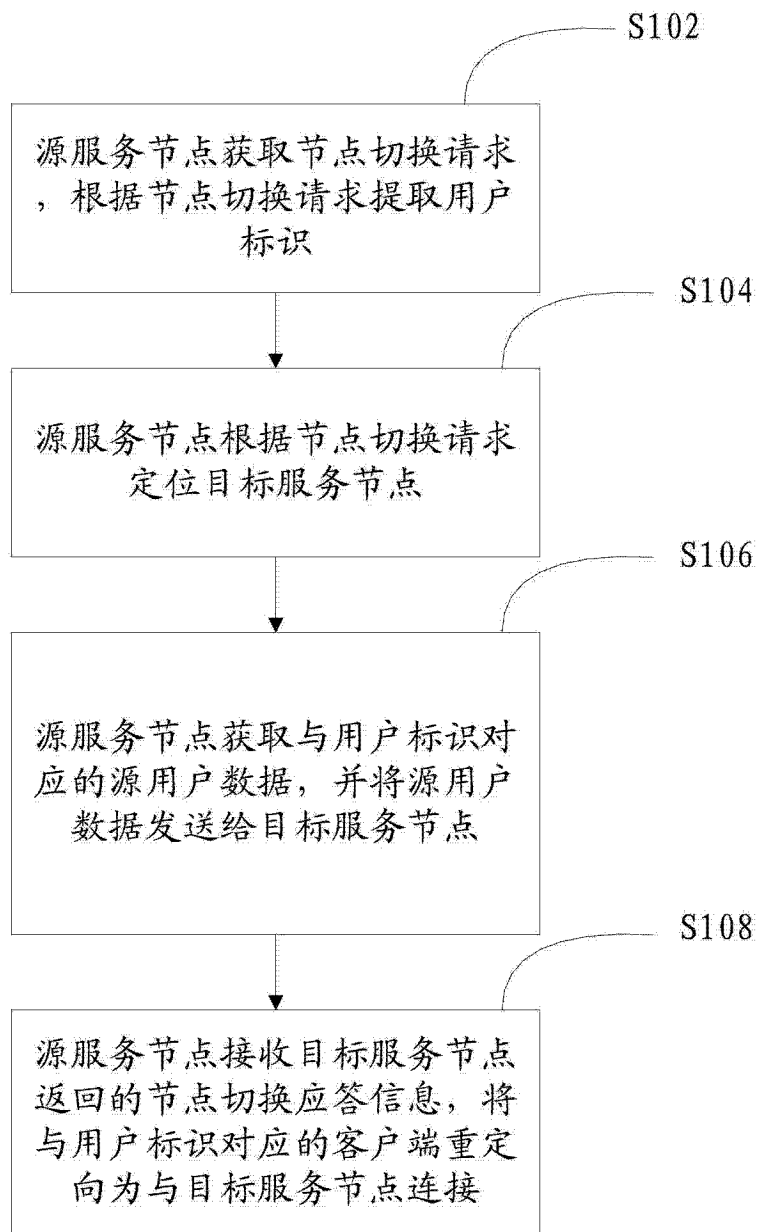 S102
源服务节点获取节点切换请求
，根据节点切换请求提取用户
标识
S104
源服务节点根据节点切换请求
定位目标服务节点
S106
源服务节点获取与用户标识对
应的源用户数据，并将源用户
数据发送给目标服务节点
S108
源服务节点接收目标服务节点
返回的节点切换应答信息，将
与用户标识对应的客户端重定
向为与目标服务节点连接